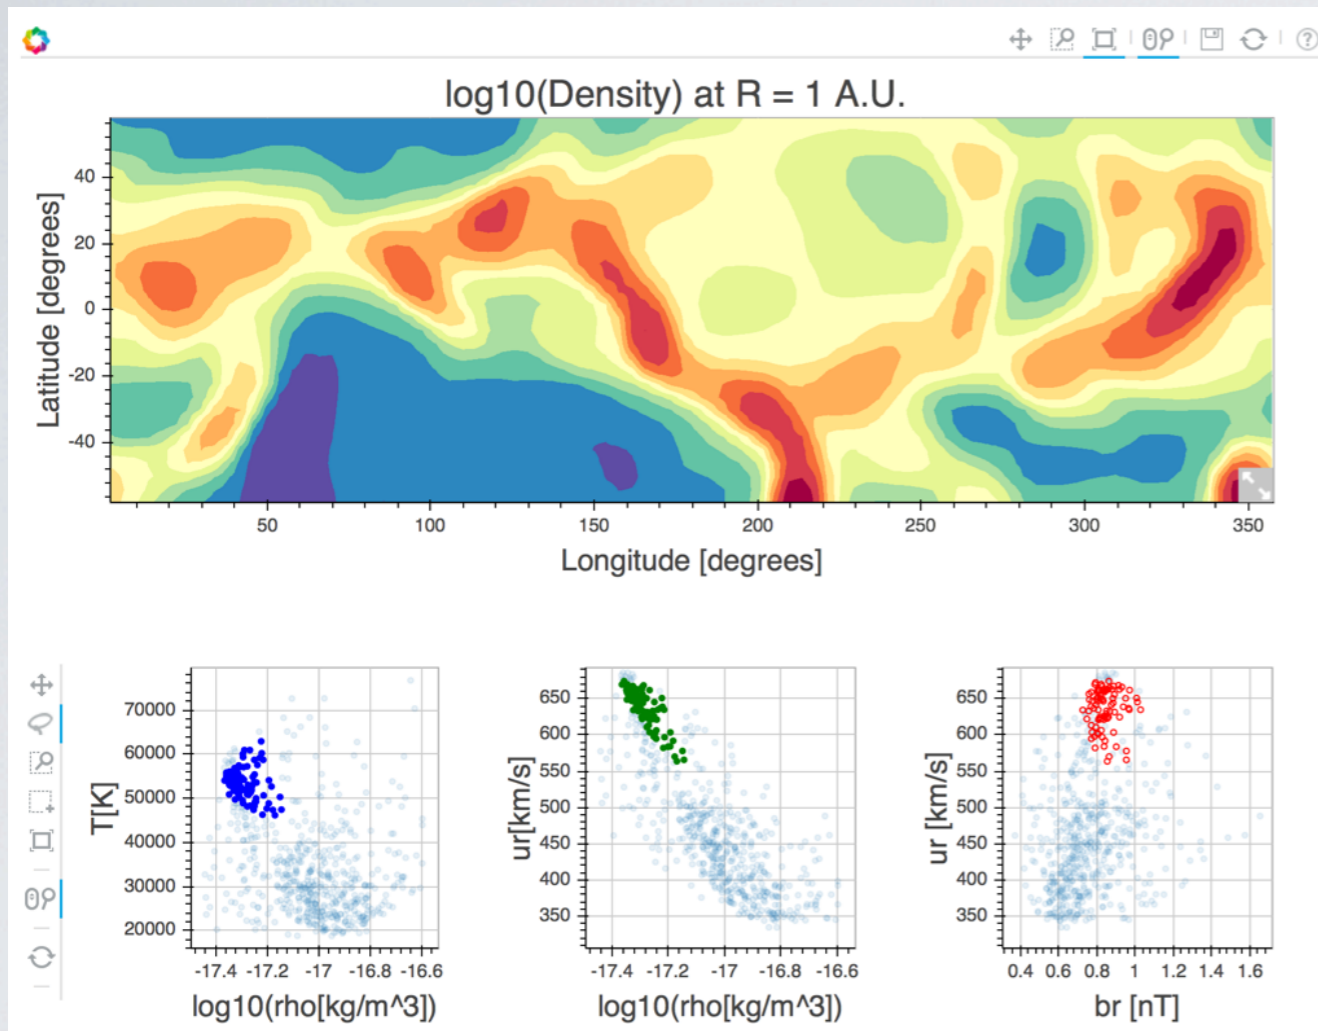 log10(Density) at R = 1 A.U.
Latitude [degrees]
40
20
0
-20
-40
50 100 150 200 250 300 350
Longitude [degrees]
T[K]
70000
60000
50000
40000
30000
20000
-17.4 -17.2 -17 -16.8 -16.6
log10(rho[kg/m^3])
ur[km/s]
650
600
550
500
450
400
350
-17.4 -17.2 -17 -16.8 -16.6
log10(rho[kg/m^3])
ur [km/s]
650
600
550
500
450
400
350
0.4 0.6 0.8 1 1.2 1.4 1.6
br [nT]